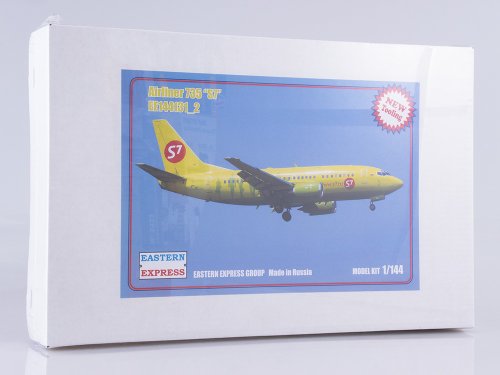 Airliner 735 "S7"
EE144131_2
NEW
Tooling
S7
S7
EASTERN
EXPRESS
EASTERN EXPRESS GROUP Made in Russia
MODEL KIT 1/144